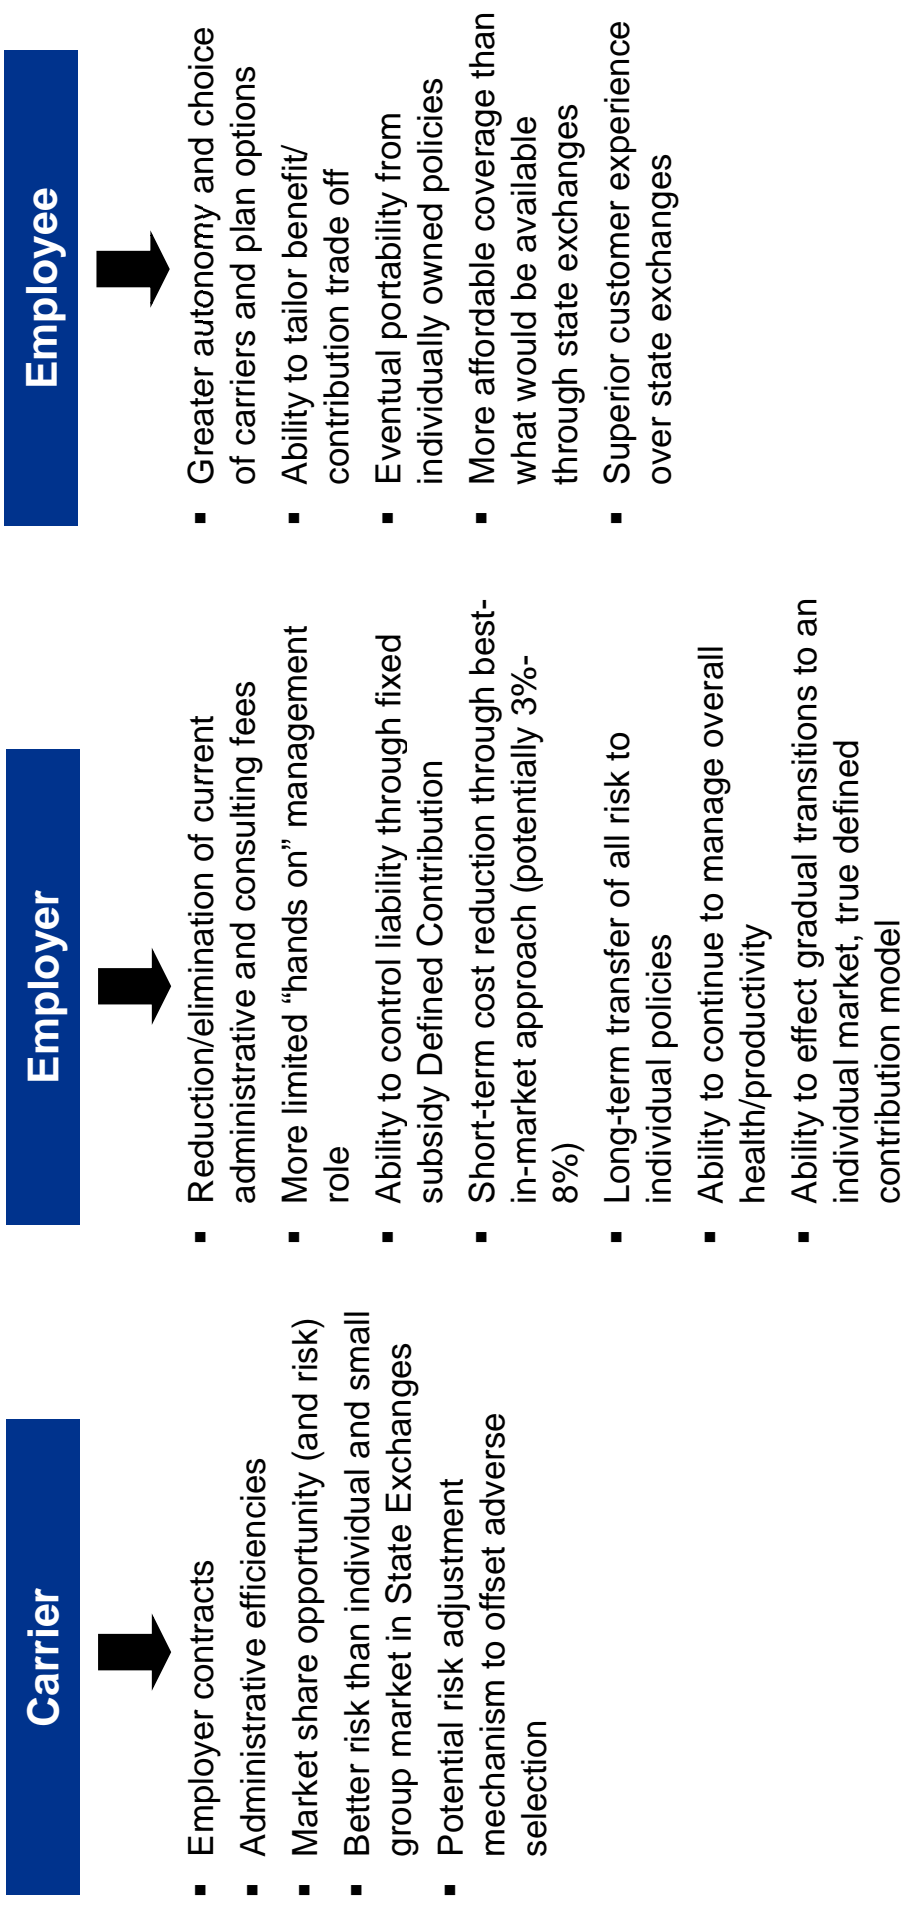 Carrier
▪ Employer contracts
▪ Administrative efficiencies
▪ Market share opportunity (and risk)
▪ Better risk than individual and small
group market in State Exchanges
▪ Potential risk adjustment
mechanism to offset adverse
selection
Employer
▪ Reduction/elimination of current
administrative and consulting fees
▪ More limited “hands on” management
role
▪ Ability to control liability through fixed
subsidy Defined Contribution
▪ Short-term cost reduction through best-
in-market approach (potentially 3%-
8%)
▪ Long-term transfer of all risk to
individual policies
▪ Ability to continue to manage overall
health/productivity
▪ Ability to effect gradual transitions to an
individual market, true defined
contribution model
Employee
▪ Greater autonomy and choice
of carriers and plan options
▪ Ability to tailor benefit/
contribution trade off
▪ Eventual portability from
individually owned policies
▪ More affordable coverage than
what would be available
through state exchanges
▪ Superior customer experience
over state exchanges